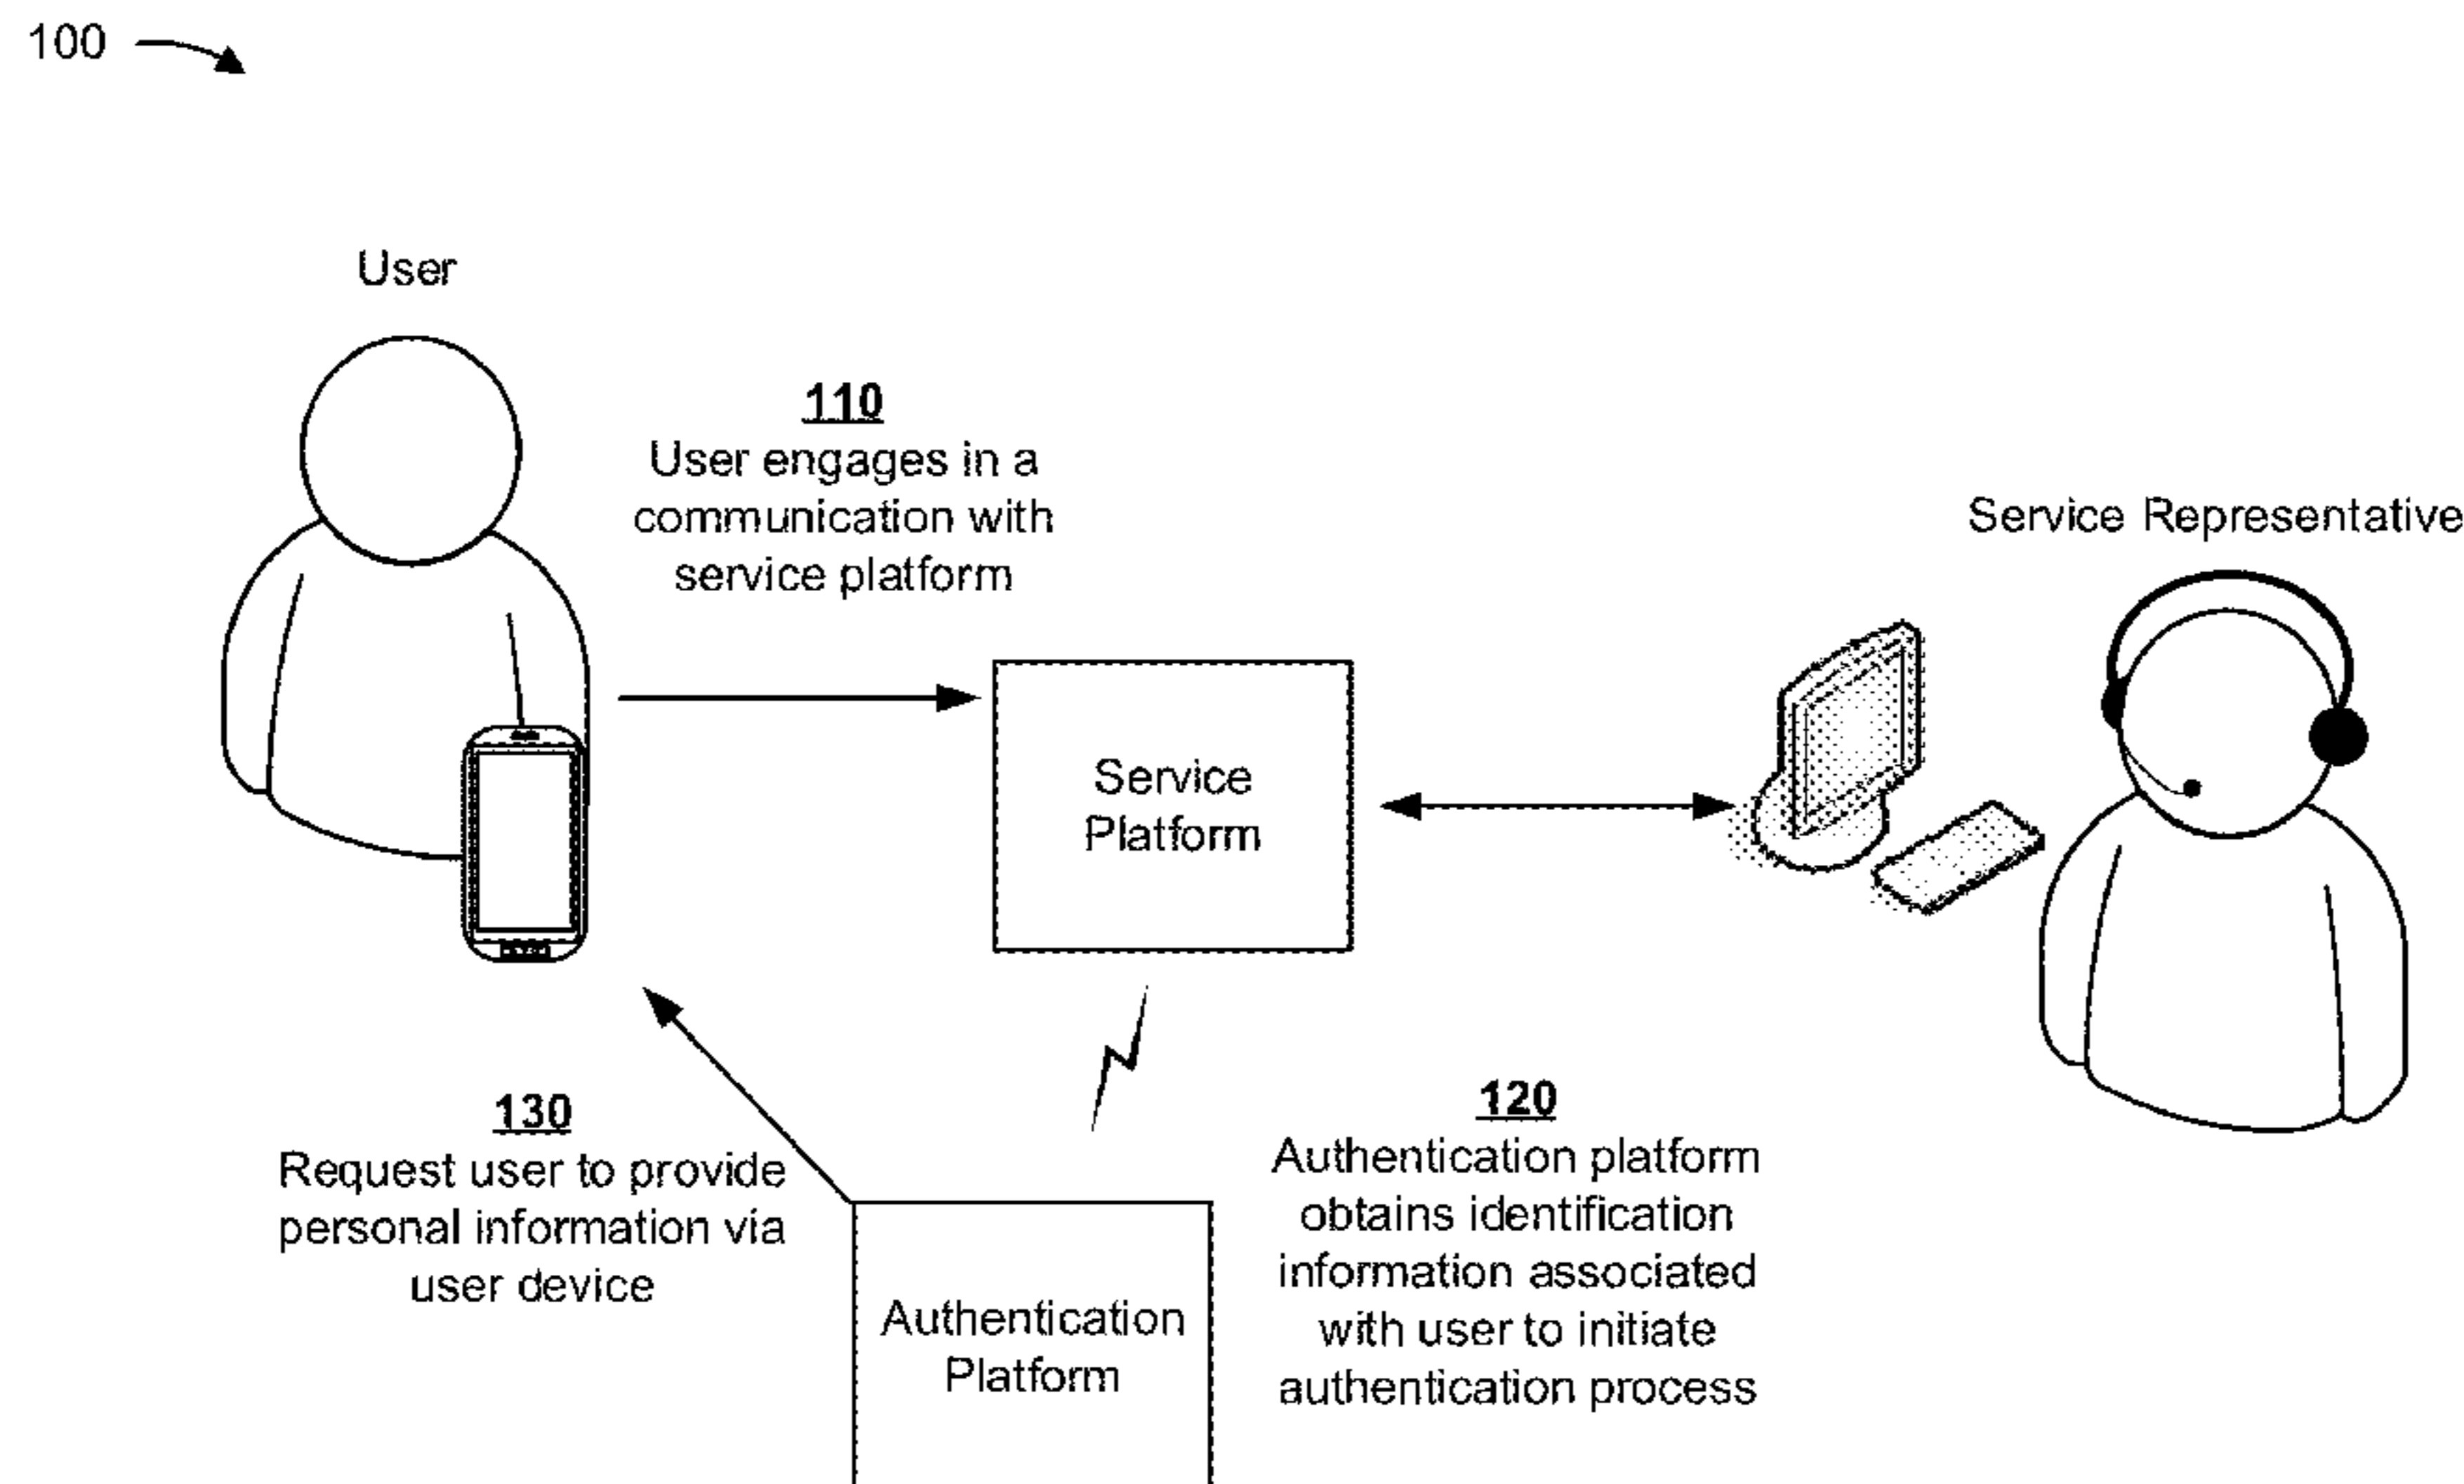 100
User
110
User engages in a
communication with
service platform
Service Representative
Service
Platform
130
Request user to provide
personal information via
user device
120
Authentication platform
obtains identification
information associated
with user to initiate
authentication process
Authentication
Platform